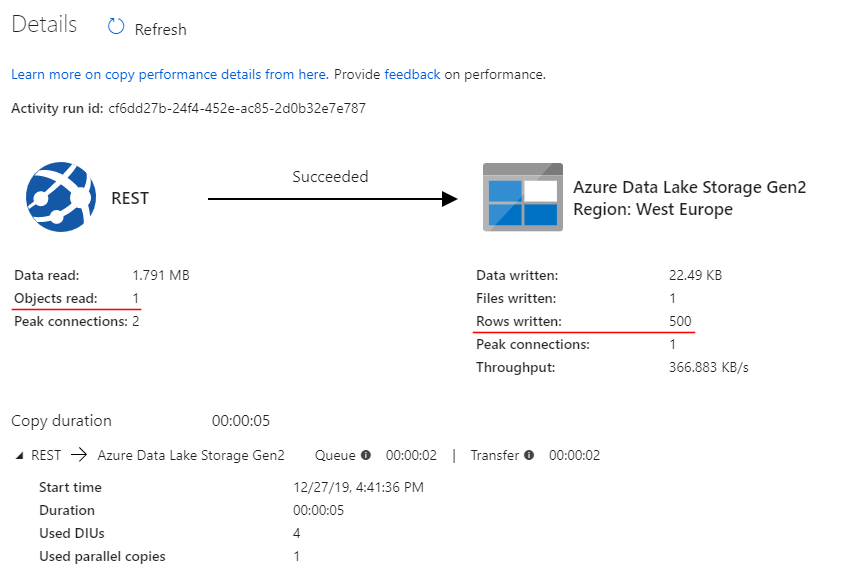 Details Refresh
Learn more on copy performance details from here. Provide feedback on performance.
Activity run id: cf6dd27b-24f4-452e-ac85-2d0b32e7e787
Succeeded
REST
Azure Data Lake Storage Gen2
Region: West Europe
Data read: 1.791 MB
Objects read: 1
Peak connections: 2
Data written: 22.49 KB
Files written: 1
Rows written: 500
Peak connections: 1
Throughput: 366.883 KB/s
Copy duration 00:00:05
REST → Azure Data Lake Storage Gen2 Queue 00:00:02 | Transfer 00:00:02
Start time 12/27/19, 4:41:36 PM
Duration 00:00:05
Used DIUs 4
Used parallel copies 1